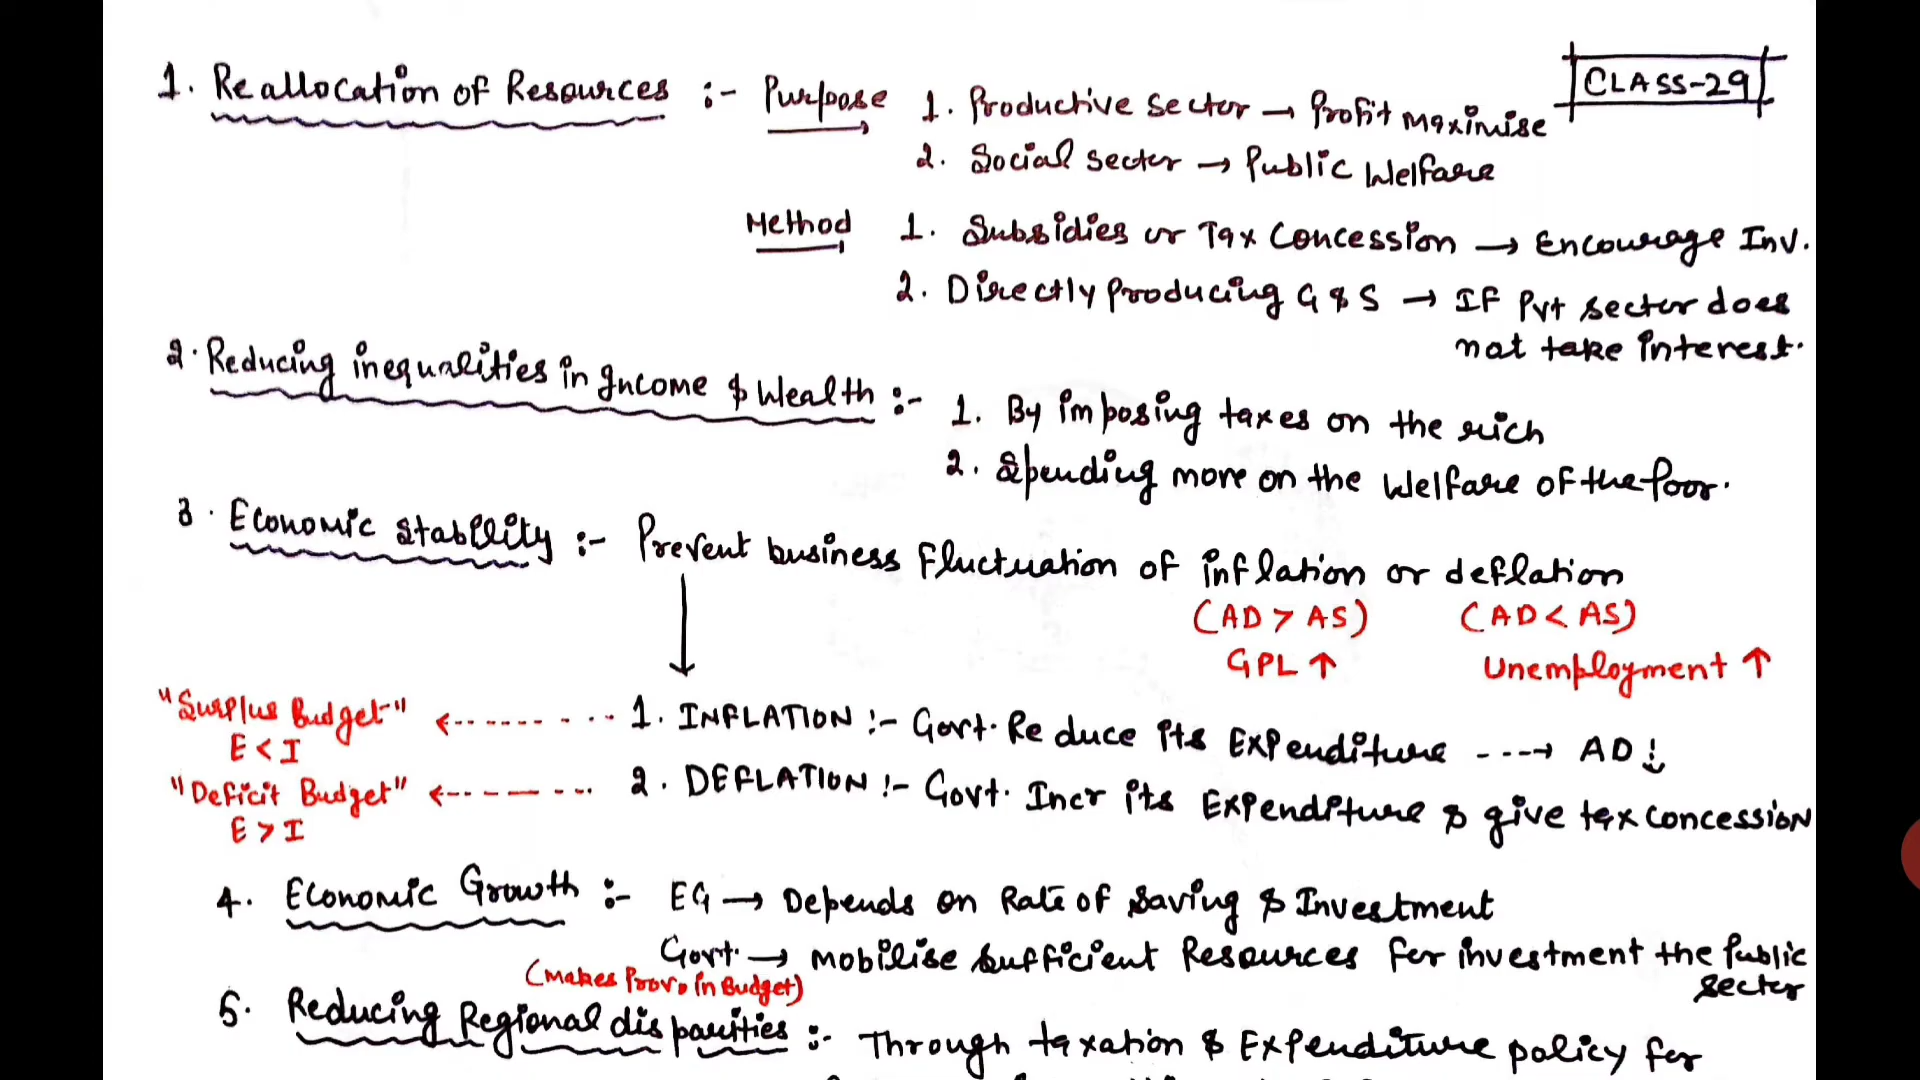 CLASS-29
1. Reallocation of Resources :- Purpose 1. Productive sector → Profit Maximise
2. Social sector → Public Welfare
Method 1. Subsidies or Tax Concession → Encourage Inv.
2. Directly producing G & S → If Pvt sector does
not take interest.
2. Reducing inequalities in Income & Wealth :- 1. By imposing taxes on the rich
2. Spending more on the Welfare of the Poor.
3. Economic Stability :- Prevent business Fluctuation of inflation or deflation
(AD > AS) (AD < AS)
GPL ↑ Unemployment ↑
"Surplus Budget" ← 1. INFLATION :- Govt. Reduce its Expenditure ----→ AD ↓
E < I
"Deficit Budget" ← 2. DEFLATION :- Govt. Incr its Expenditure & give tax concession
E > I
4. Economic Growth :- EG → Depends on Rate of Saving & Investment
Govt. → mobilise sufficient Resources for investment the Public
sector
(makes Prov. in Budget)
5. Reducing Regional disparities :- Through taxation & Expenditure policy for